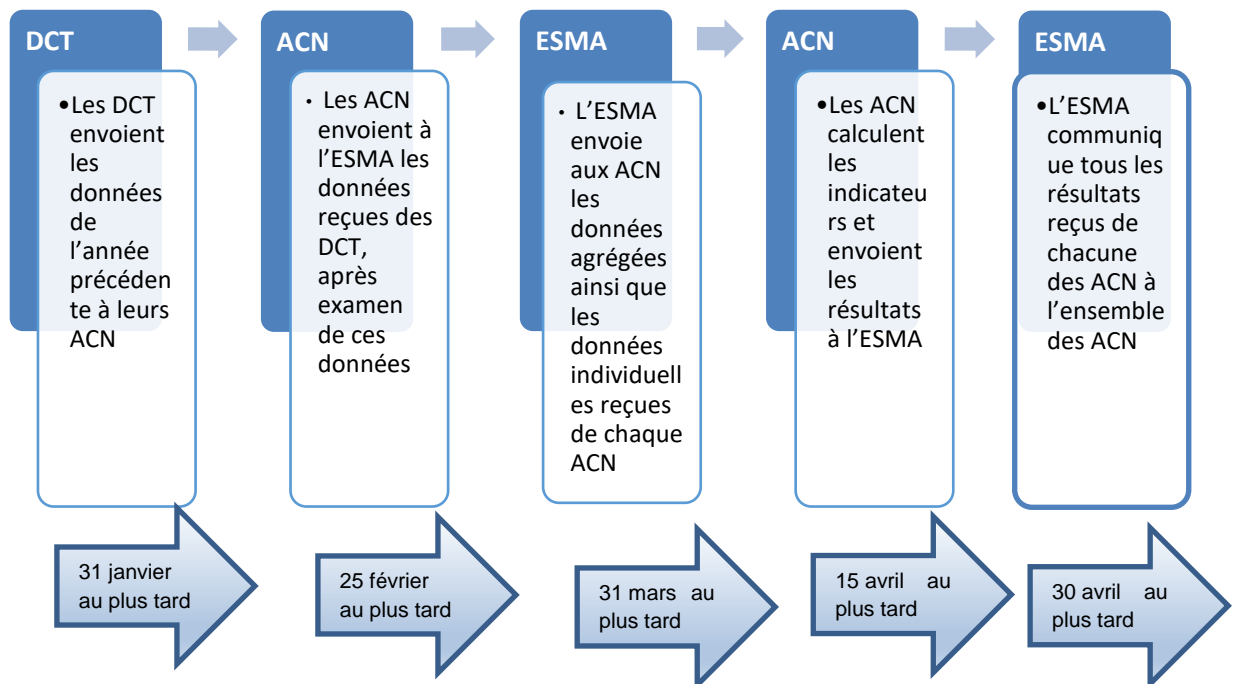 DCT
•Les DCT
envoient
les
données
de
l’année
précéden
te à leurs
ACN
31 janvier
au plus tard
ACN
• Les ACN
envoient à
l’ESMA les
données
reçues des
DCT,
après
examen
de ces
données
25 février
au plus tard
ESMA
• L’ESMA
envoie
aux ACN
les
données
agrégées
ainsi que
les
données
individuell
es reçues
de chaque
ACN
31 mars au
plus tard
ACN
•Les ACN
calculent
les
indicateu
rs et
envoient
les
résultats
à l’ESMA
15 avril au
plus tard
ESMA
•L’ESMA
communiq
ue tous les
résultats
reçus de
chacune
des ACN à
l’ensemble
des ACN
30 avril au
plus tard